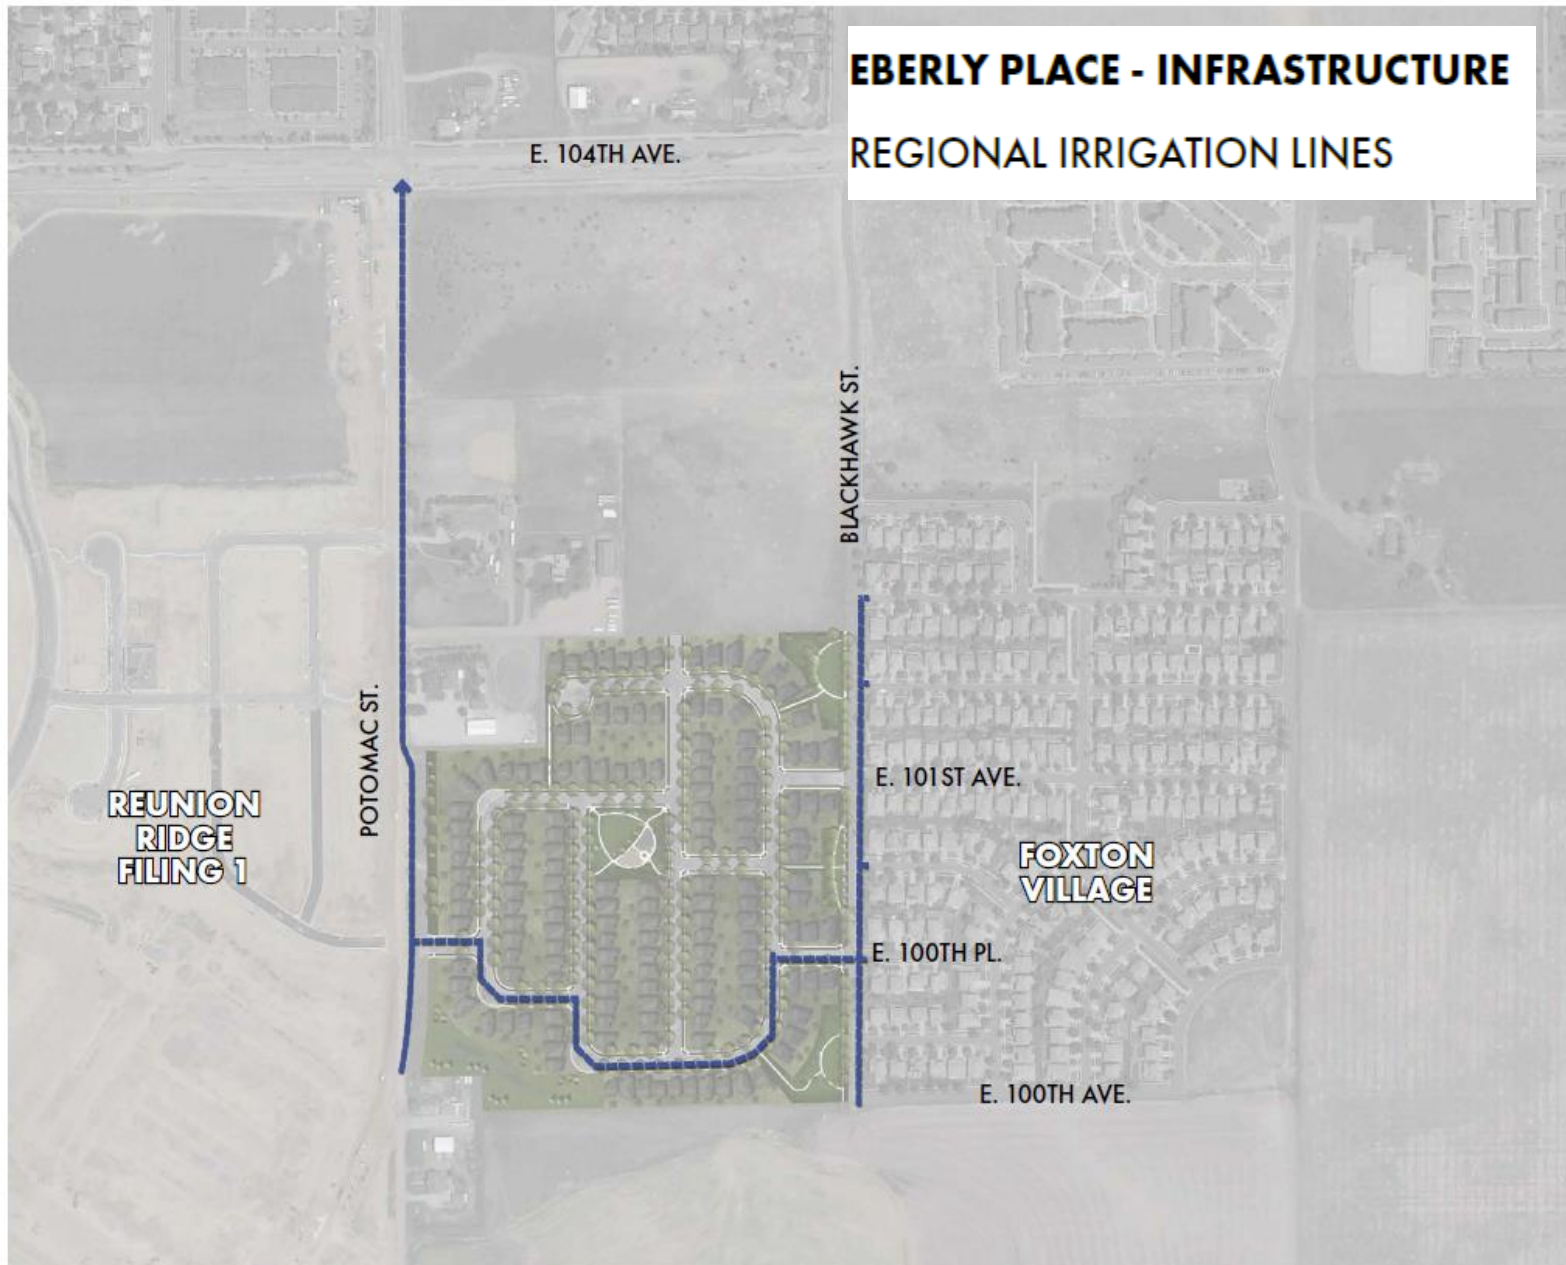 EBERLY PLACE - INFRASTRUCTURE
REGIONAL IRRIGATION LINES
E. 104TH AVE.
BLACKHAWK ST.
POTOMAC ST.
E. 101ST AVE.
REUNION
RIDGE
FILING 1
FOXTON
VILLAGE
E. 100TH PL.
E. 100TH AVE.